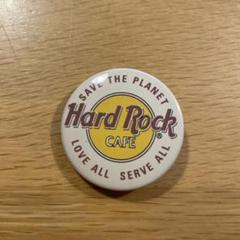 SAVE THE PLANET
Hard Rock
CAFE
®
LOVE ALL SERVE ALL